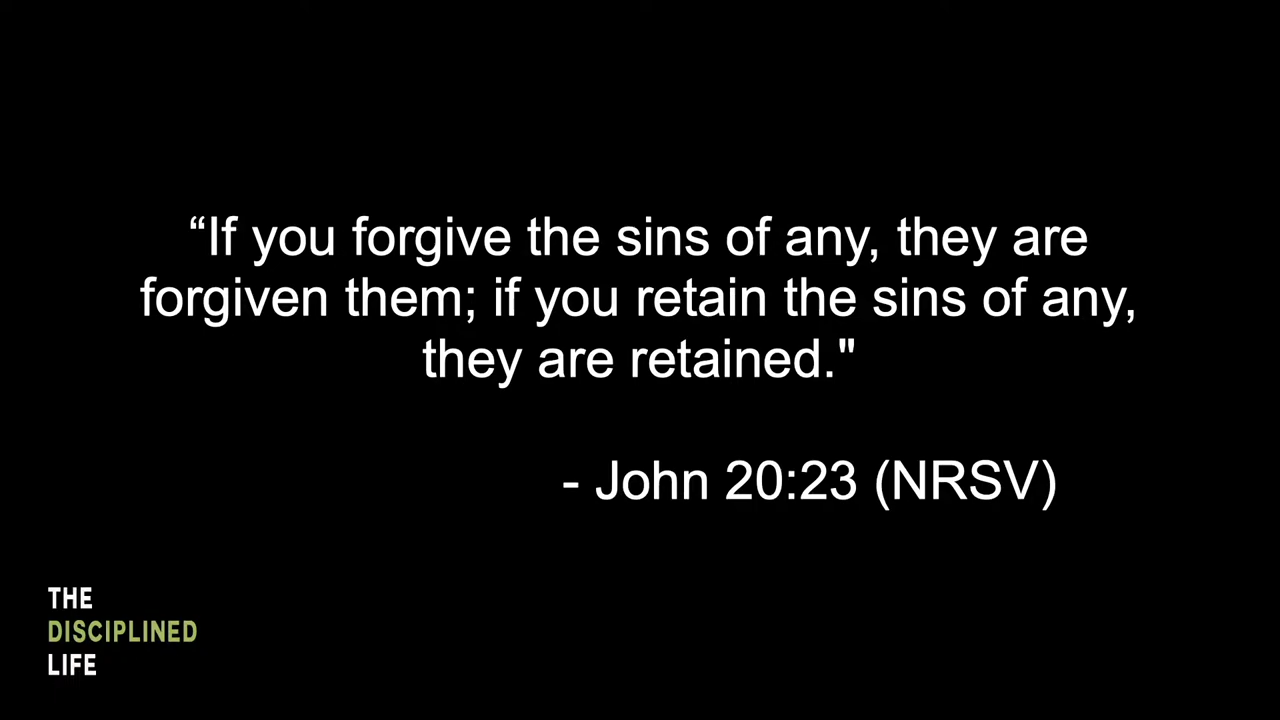 “If you forgive the sins of any, they are
forgiven them; if you retain the sins of any,
they are retained."
- John 20:23 (NRSV)
THE
DISCIPLINED
LIFE